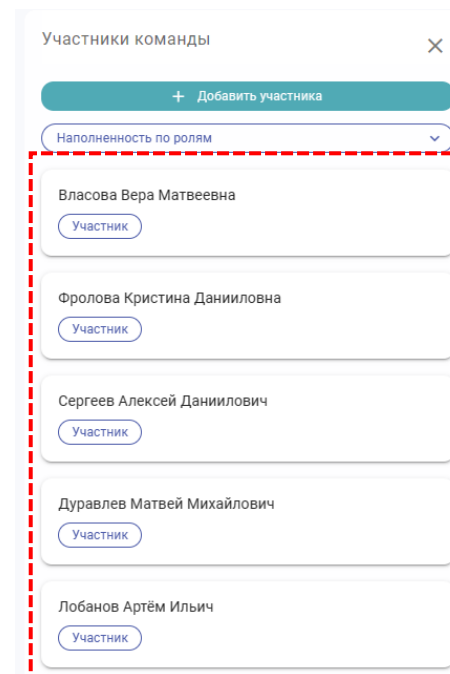 Участники команды
+ Добавить участника
Наполненность по ролям
Власова Вера Матвеевна
Участник
Фролова Кристина Данииловна
Участник
Сергеев Алексей Даниилович
Участник
Дуравлев Матвей Михайлович
Участник
Лобанов Артём Ильич
Участник